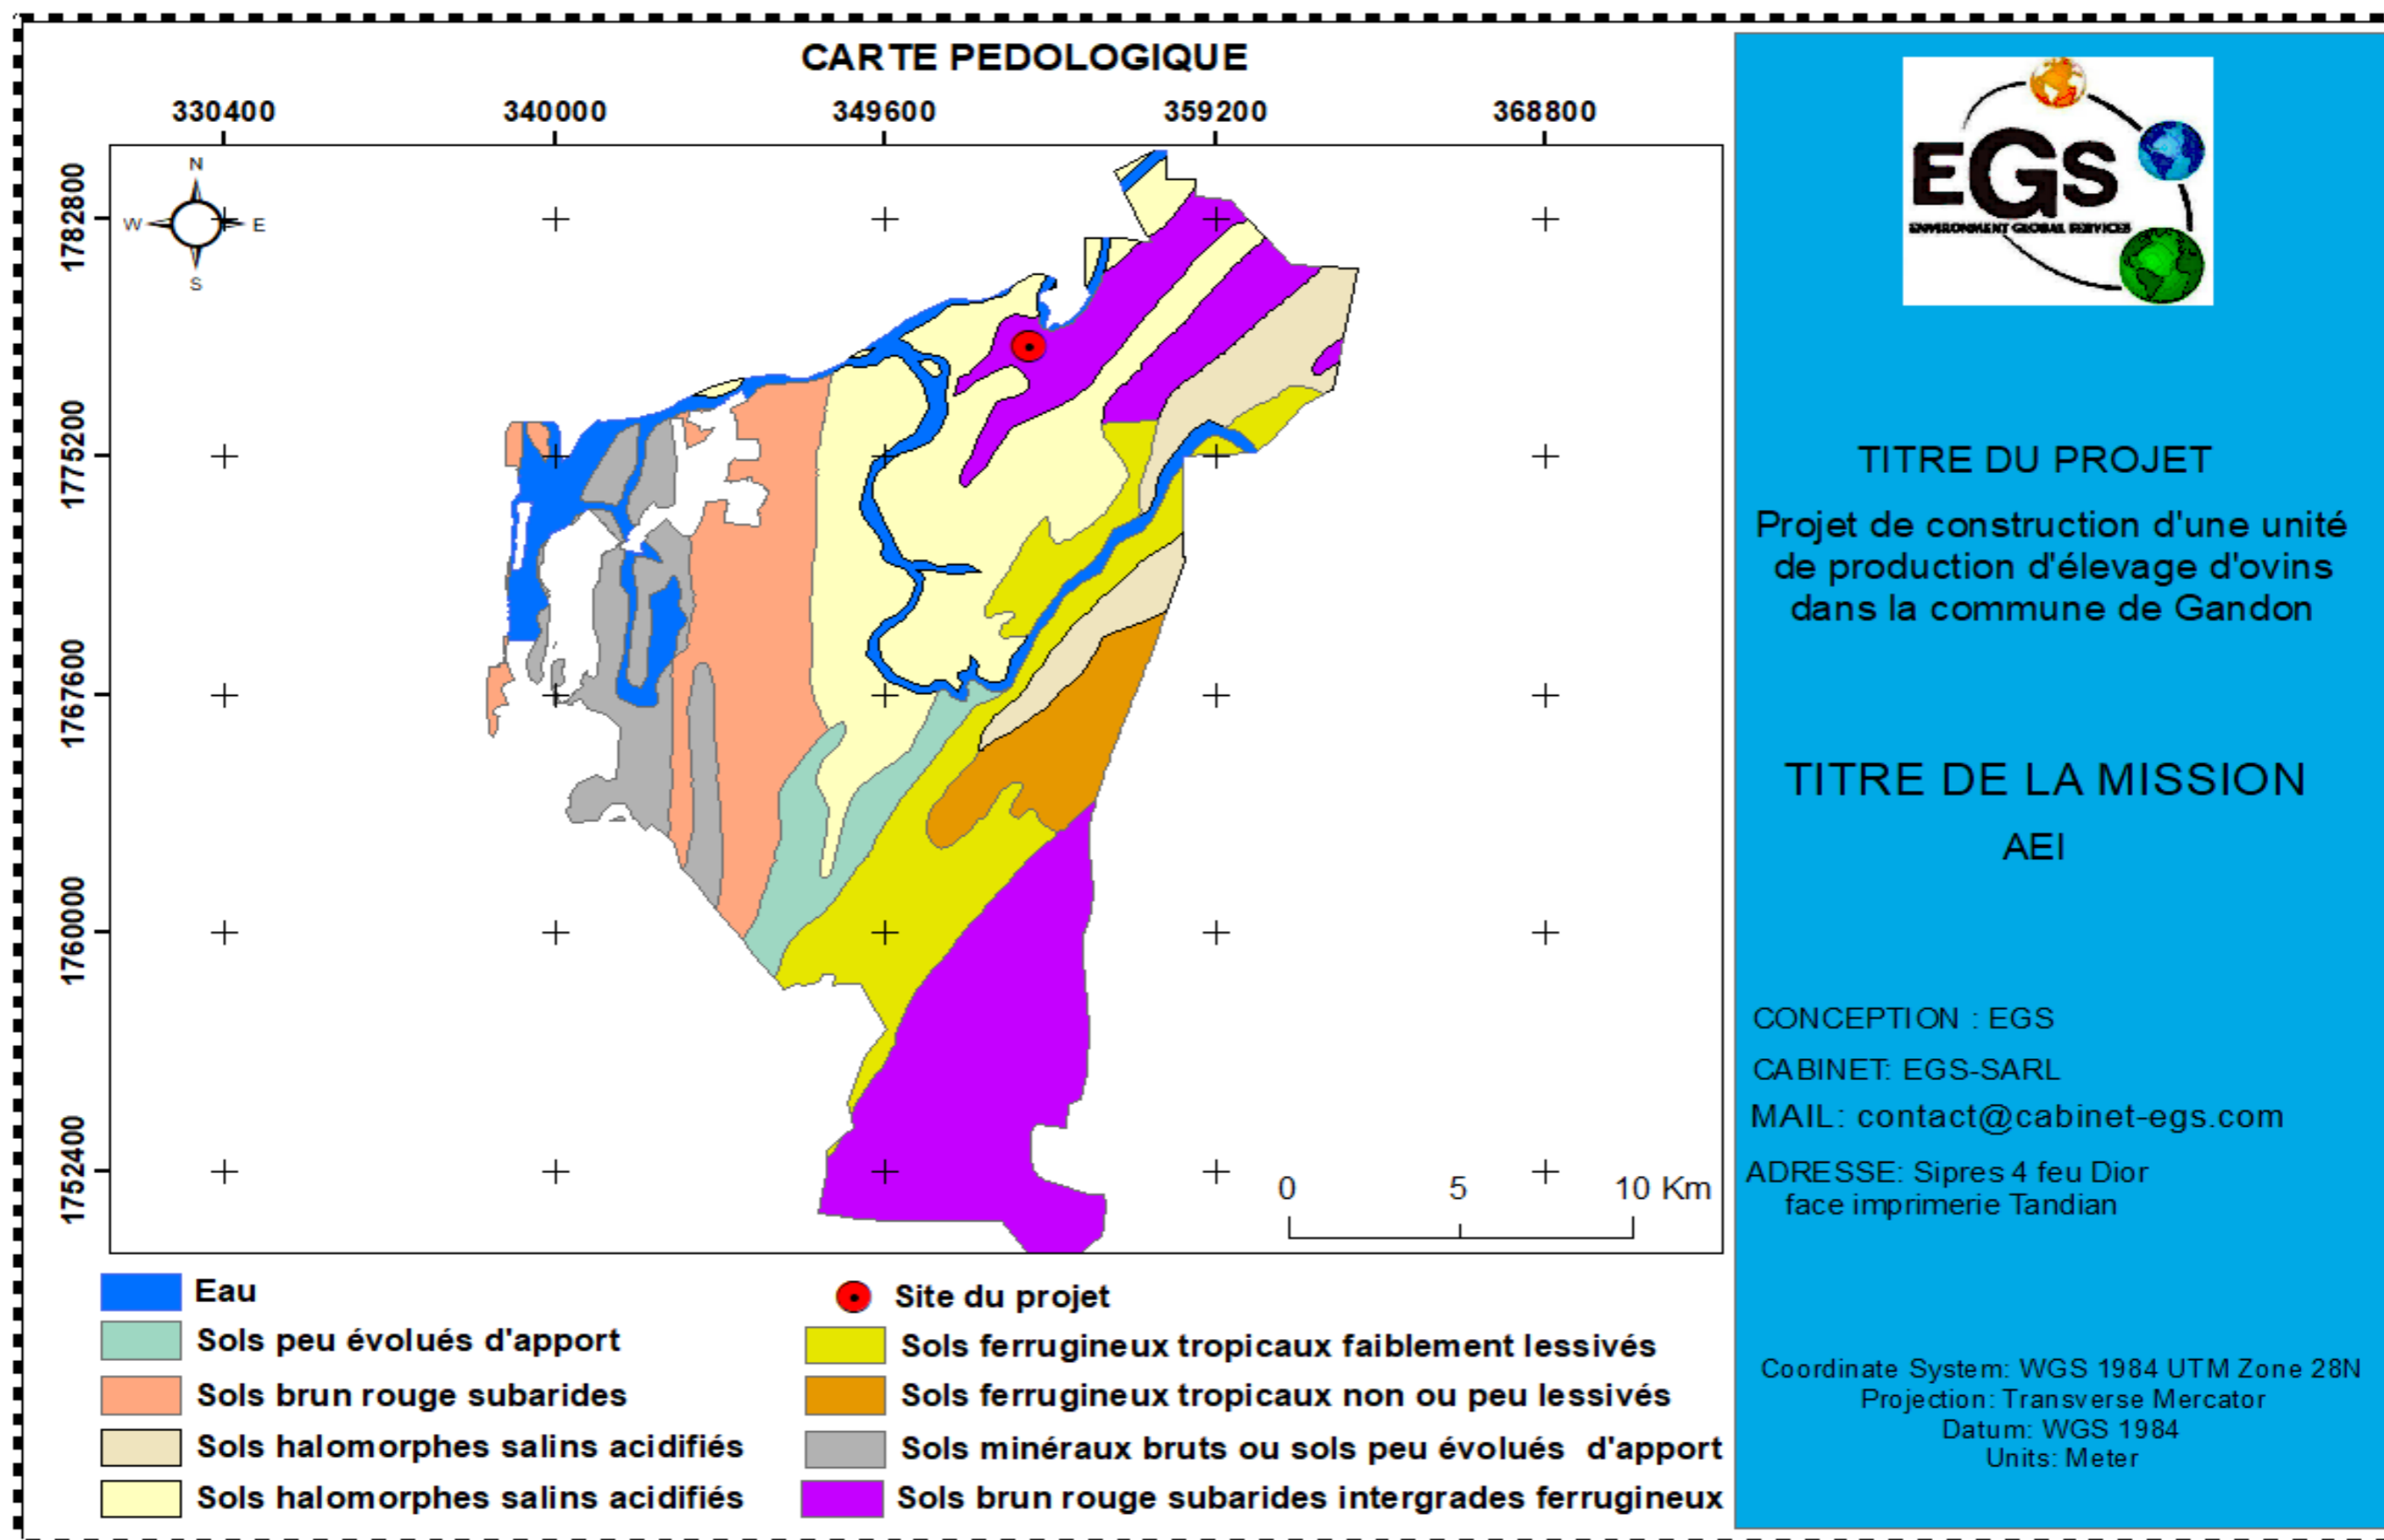 CARTE PEDOLOGIQUE
330400 340000 349600 359200 368800
1782800
1775200
1767600
1760000
1752400
N
W E
S
0 5 10 Km
Eau
Sols peu évolués d'apport
Sols brun rouge subarides
Sols halomorphes salins acidifiés
Sols halomorphes salins acidifiés
Site du projet
Sols ferrugineux tropicaux faiblement lessivés
Sols ferrugineux tropicaux non ou peu lessivés
Sols minéraux bruts ou sols peu évolués d'apport
Sols brun rouge subarides intergrades ferrugineux
EGS
ENVIRONMENT GLOBAL SERVICES
TITRE DU PROJET
Projet de construction d'une unité
de production d'élevage d'ovins
dans la commune de Gandon
TITRE DE LA MISSION
AEI
CONCEPTION : EGS
CABINET: EGS-SARL
MAIL: contact@cabinet-egs.com
ADRESSE: Sipres 4 feu Dior
face imprimerie Tandian
Coordinate System: WGS 1984 UTM Zone 28N
Projection: Transverse Mercator
Datum: WGS 1984
Units: Meter